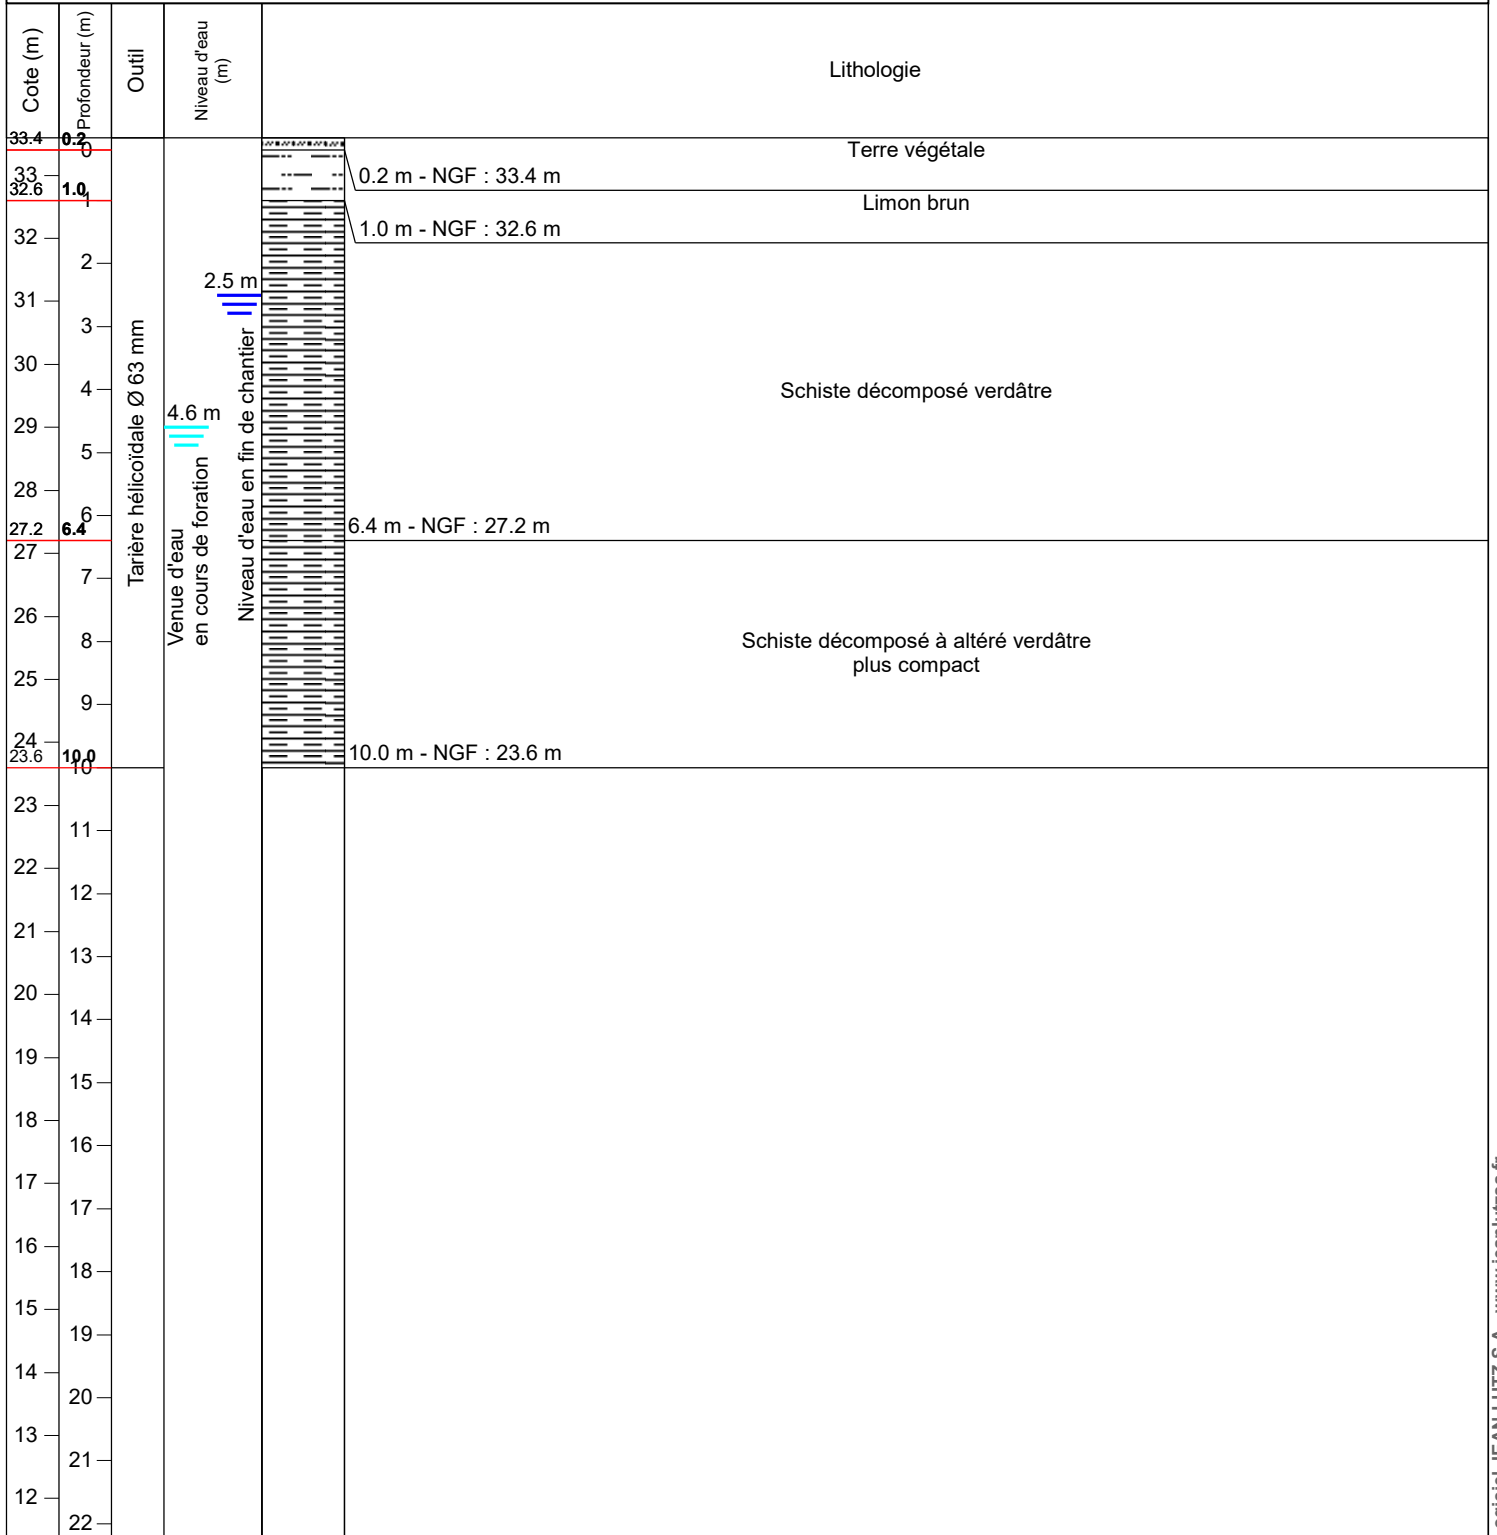 Cote (m)
Profondeur (m)
Outil
Niveau d'eau
(m)
Lithologie
33.4 0.2
0
Terre végétale
33
0.2 m - NGF : 33.4 m
32.6 1.0
1
Limon brun
1.0 m - NGF : 32.6 m
32
2
2.5 m
31
3
30
4
Schiste décomposé verdâtre
4.6 m
29
5
28
6
Tarière hélicoïdale Ø 63 mm
Venue d'eau
en cours de foration
Niveau d'eau en fin de chantier
27.2 6.4
6.4 m - NGF : 27.2 m
27
7
26
8
Schiste décomposé à altéré verdâtre
plus compact
25
9
24
23.6 10.0
10.0 m - NGF : 23.6 m
10
23
11
22
12
21
13
20
14
19
15
18
16
17
17
16
18
15
19
14
20
13
21
12
22